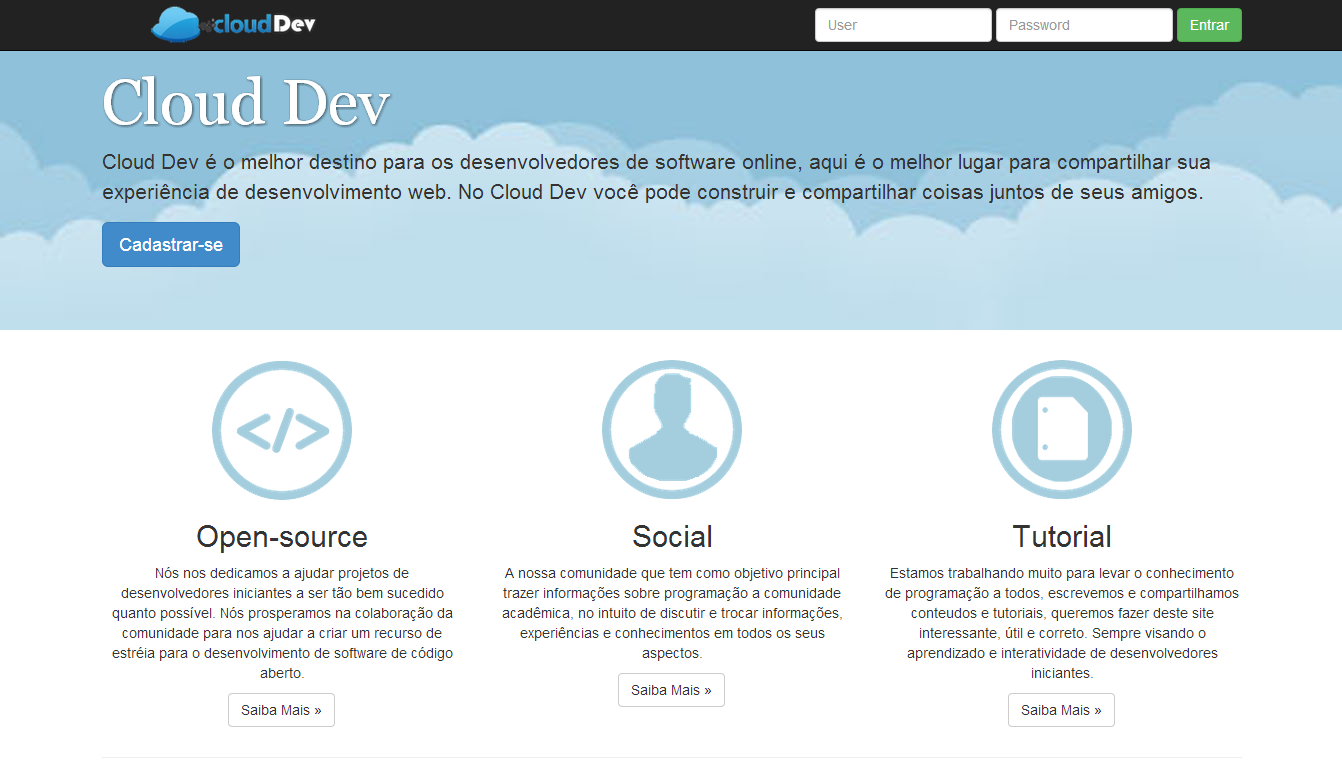 cloudDev
User
Password
Entrar
Cloud Dev
Cloud Dev é o melhor destino para os desenvolvedores de software online, aqui é o melhor lugar para compartilhar sua
experiência de desenvolvimento web. No Cloud Dev você pode construir e compartilhar coisas juntos de seus amigos.
Cadastrar-se
</>
Open-source
Nós nos dedicamos a ajudar projetos de
desenvolvedores iniciantes a ser tão bem sucedido
quanto possível. Nós prosperamos na colaboração da
comunidade para nos ajudar a criar um recurso de
estréia para o desenvolvimento de software de código
aberto.
Saiba Mais »
Social
A nossa comunidade que tem como objetivo principal
trazer informações sobre programação a comunidade
acadêmica, no intuito de discutir e trocar informações,
experiências e conhecimentos em todos os seus
aspectos.
Saiba Mais »
Tutorial
Estamos trabalhando muito para levar o conhecimento
de programação a todos, escrevemos e compartilhamos
conteudos e tutoriais, queremos fazer deste site
interessante, útil e correto. Sempre visando o
aprendizado e interatividade de desenvolvedores
iniciantes.
Saiba Mais »